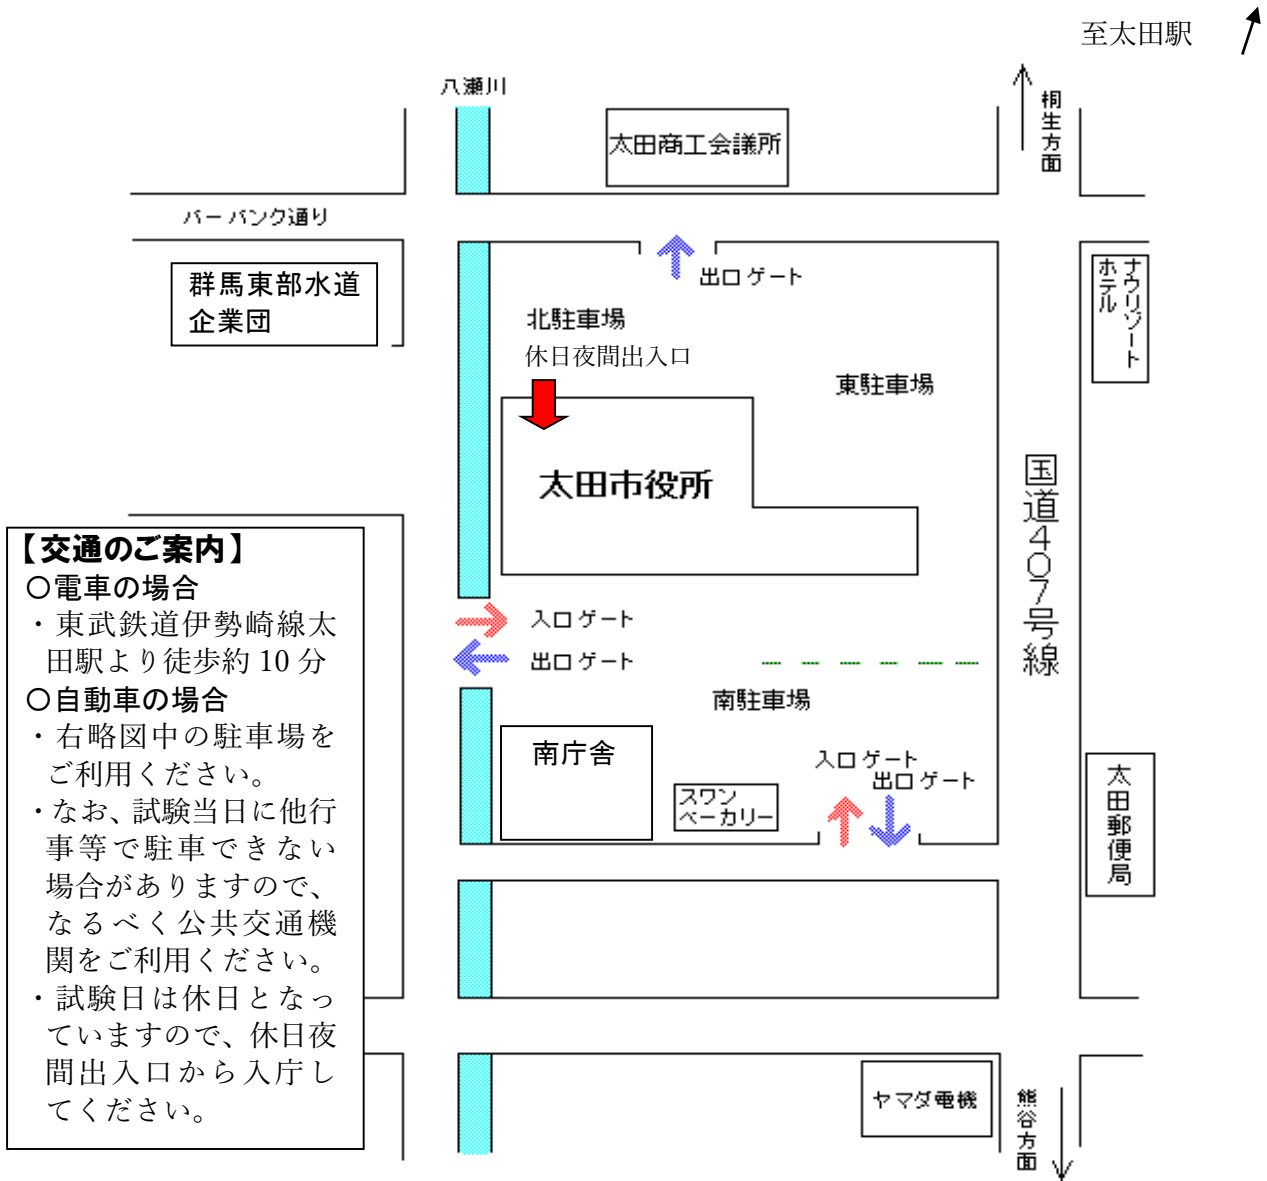 至太田駅
八瀬川
桐生方面
太田商工会議所
バーバンク通り
出口ゲート
群馬東部水道
企業団
ナウリゾート
ホテル
北駐車場
休日夜間出入口
東駐車場
太田市役所
国道407号線
【交通のご案内】
〇電車の場合
・東武鉄道伊勢崎線太
田駅より徒歩約 10 分
〇自動車の場合
・右略図中の駐車場を
ご利用ください。
・なお、試験当日に他行
事等で駐車できない
場合がありますので、
なるべく公共交通機
関をご利用ください。
・試験日は休日となっ
ていますので、休日夜
間出入口から入庁し
てください。
入口ゲート
出口ゲート
南駐車場
南庁舎
スワン
ベーカリー
入口ゲート
出口ゲート
太田郵便局
ヤマダ電機
熊谷方面